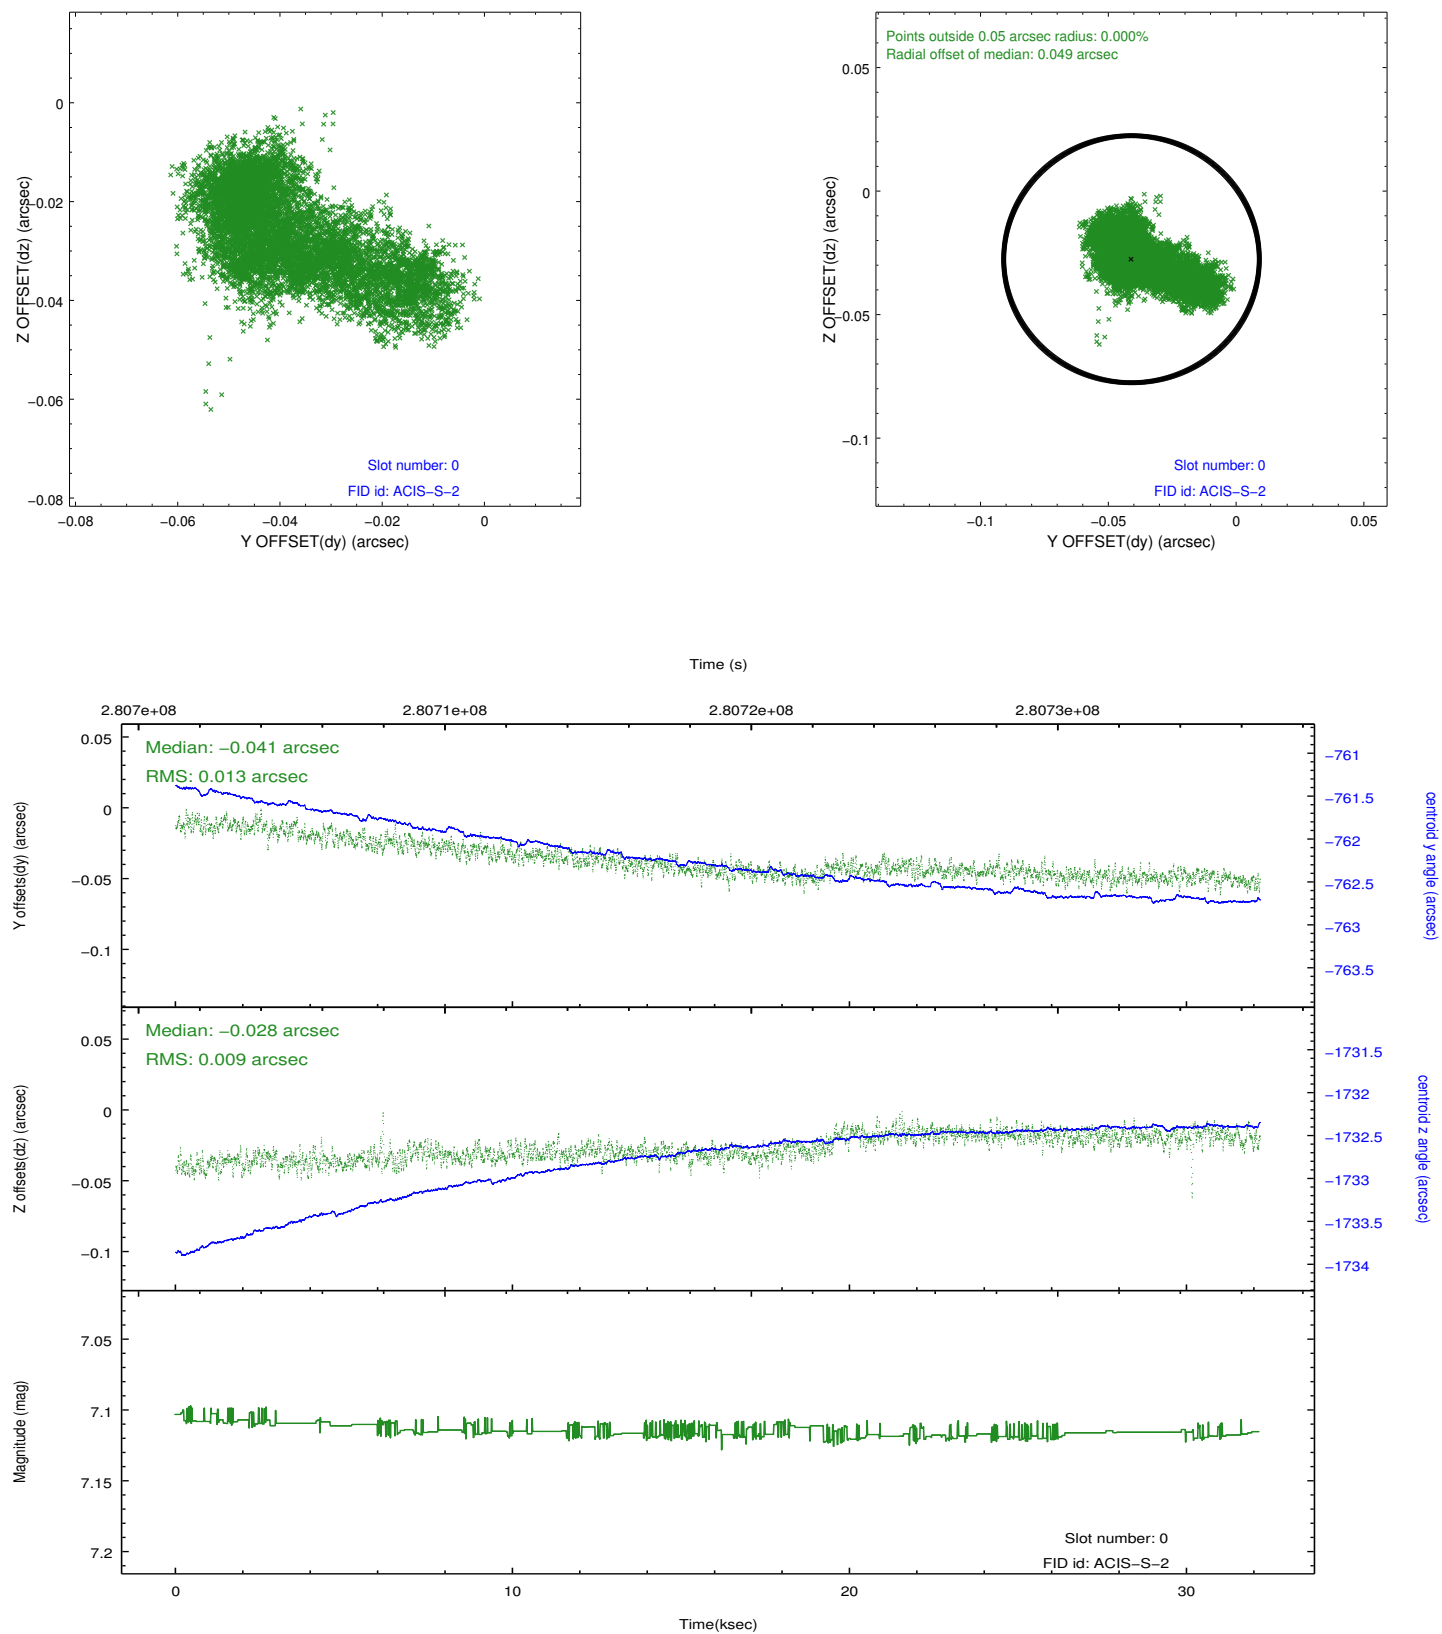 0
−0.02
−0.04
−0.06
−0.08
Z OFFSET(dz) (arcsec)
Slot number: 0
FID id: ACIS−S−2
−0.08 −0.06 −0.04 −0.02 0
Y OFFSET(dy) (arcsec)
Points outside 0.05 arcsec radius: 0.000%
Radial offset of median: 0.049 arcsec
0.05
0
−0.05
−0.1
Z OFFSET(dz) (arcsec)
Slot number: 0
FID id: ACIS−S−2
−0.1 −0.05 0 0.05
Y OFFSET(dy) (arcsec)
Time (s)
2.807e+08 2.8071e+08 2.8072e+08 2.8073e+08
Median: −0.041 arcsec
RMS: 0.013 arcsec
0.05
0
−0.05
−0.1
Y offsets(dy) (arcsec)
−761
−761.5
−762
−762.5
−763
−763.5
centroid y angle (arcsec)
Median: −0.028 arcsec
RMS: 0.009 arcsec
0.05
0
−0.05
−0.1
Z offsets(dz) (arcsec)
−1731.5
−1732
−1732.5
−1733
−1733.5
−1734
centroid z angle (arcsec)
7.05
7.1
7.15
7.2
Magnitude (mag)
Slot number: 0
FID id: ACIS−S−2
0 10 20 30
Time(ksec)